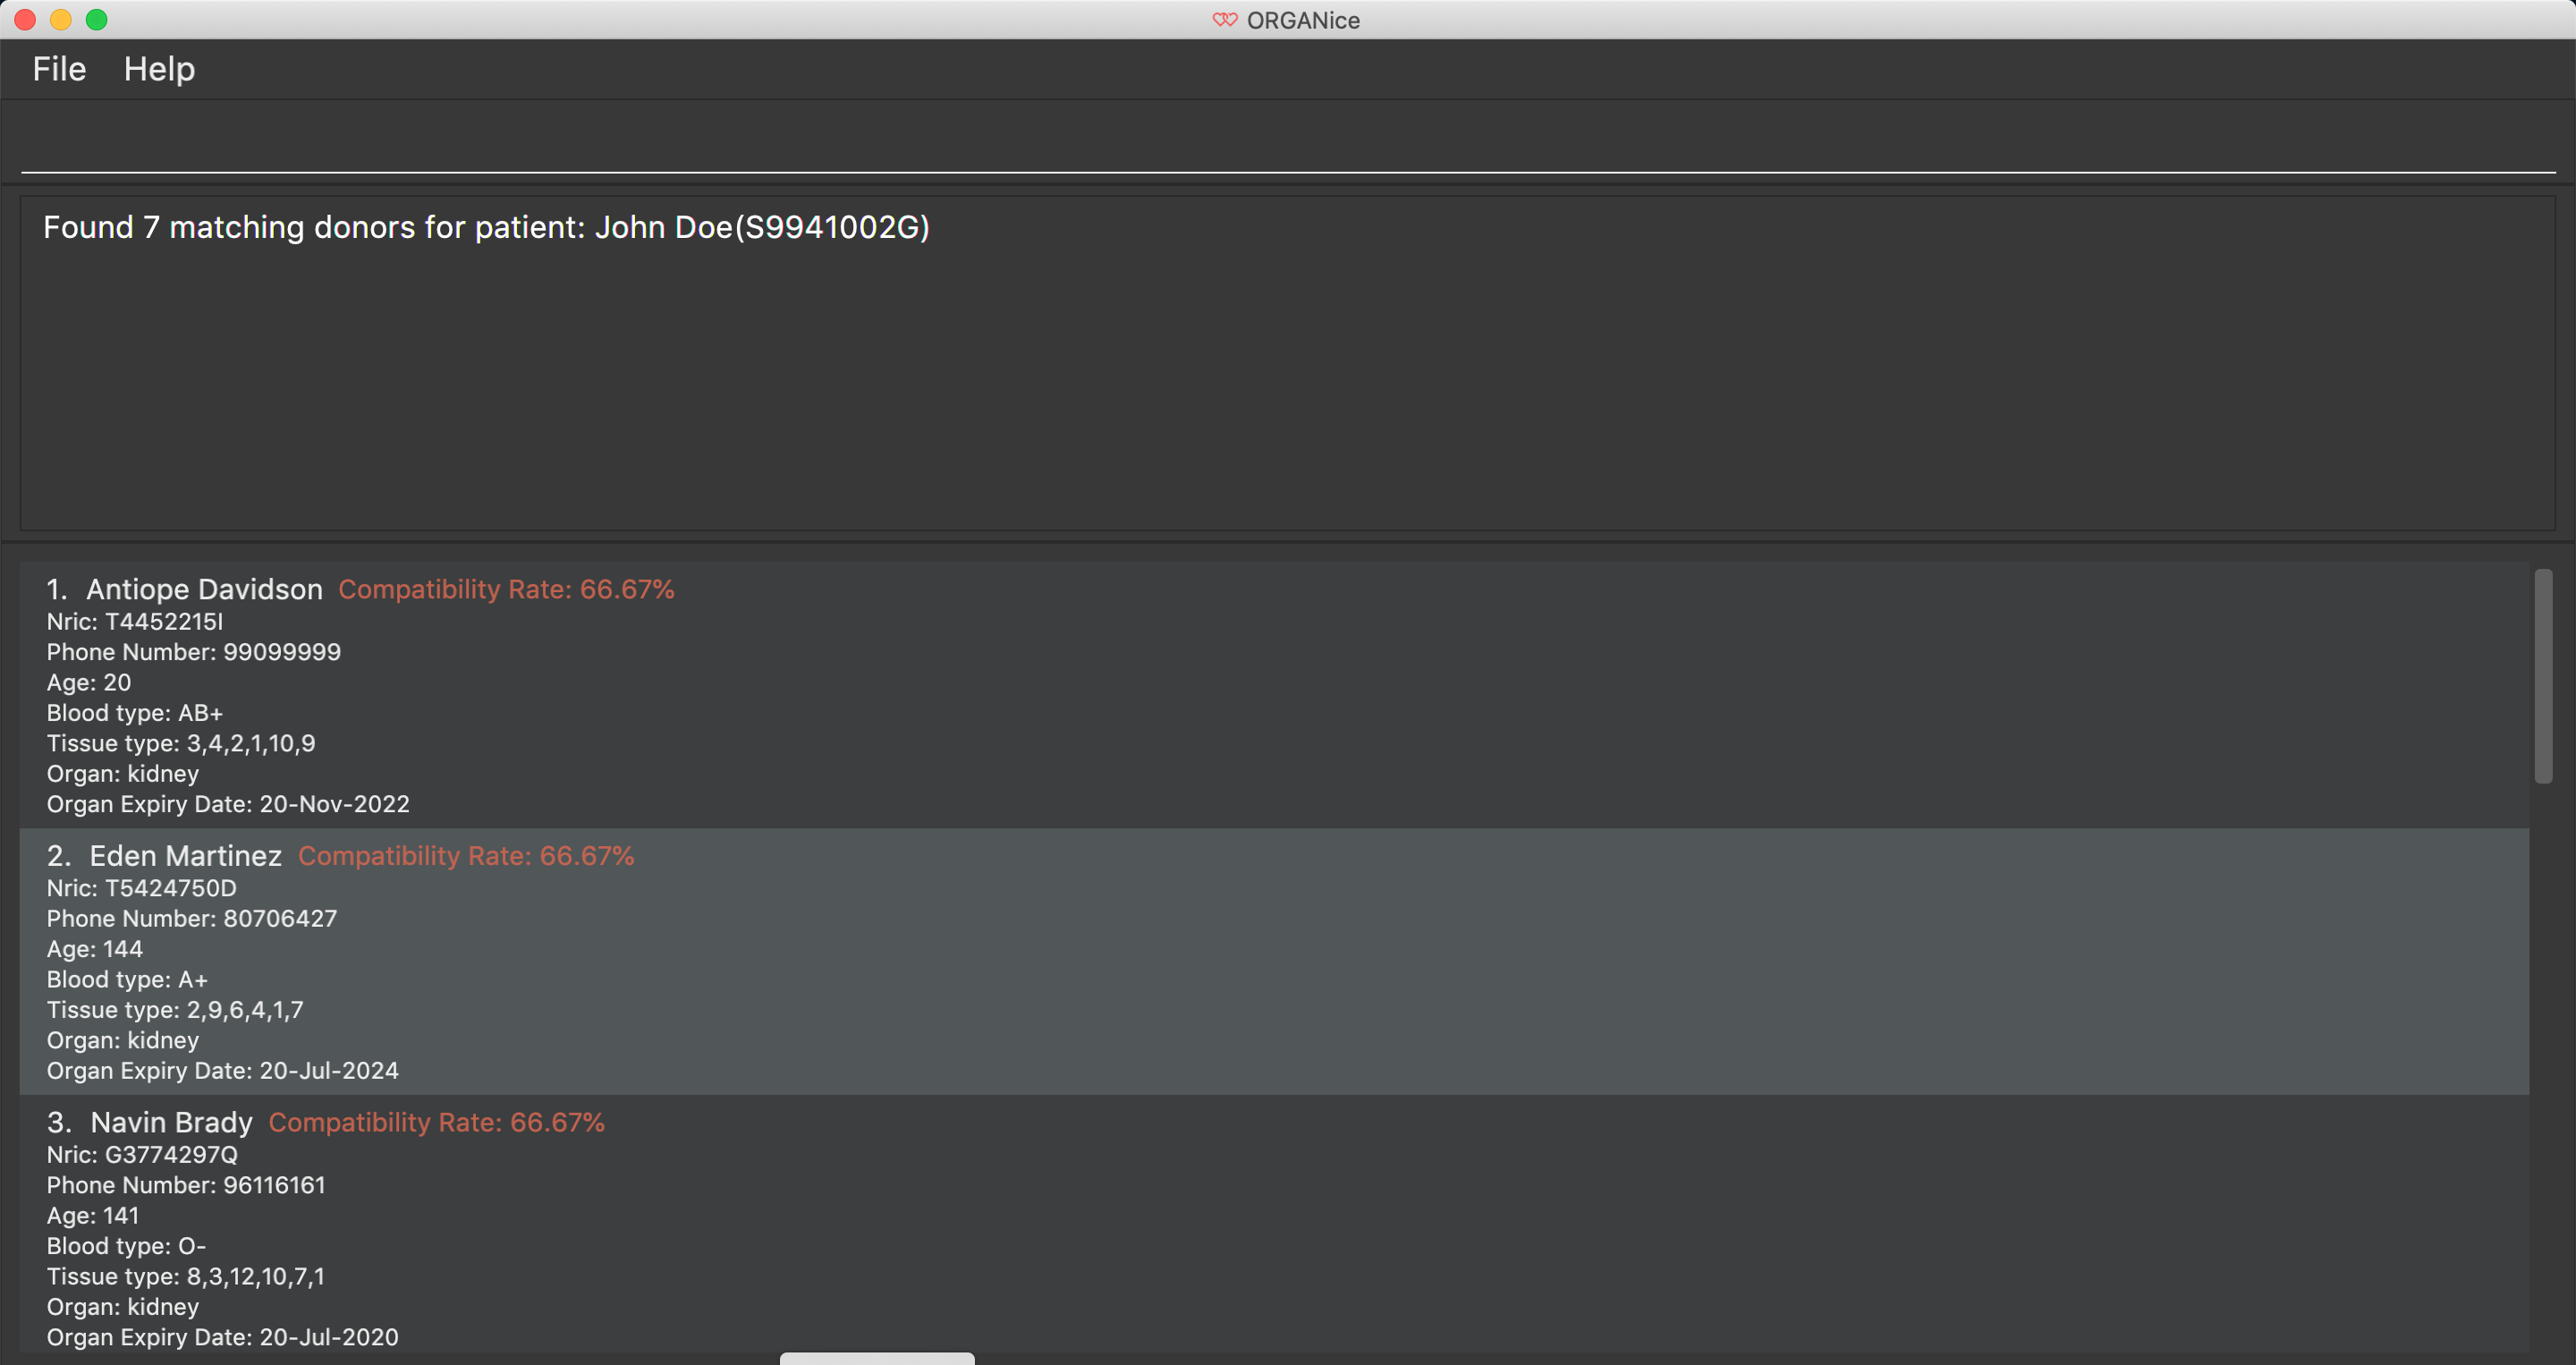 ORGANice
File Help
Found 7 matching donors for patient: John Doe(S9941002G)
1. Antiope Davidson Compatibility Rate: 66.67%
Nric: T4452215I
Phone Number: 99099999
Age: 20
Blood type: AB+
Tissue type: 3,4,2,1,10,9
Organ: kidney
Organ Expiry Date: 20-Nov-2022
2. Eden Martinez Compatibility Rate: 66.67%
Nric: T5424750D
Phone Number: 80706427
Age: 144
Blood type: A+
Tissue type: 2,9,6,4,1,7
Organ: kidney
Organ Expiry Date: 20-Jul-2024
3. Navin Brady Compatibility Rate: 66.67%
Nric: G3774297Q
Phone Number: 96116161
Age: 141
Blood type: O-
Tissue type: 8,3,12,10,7,1
Organ: kidney
Organ Expiry Date: 20-Jul-2020